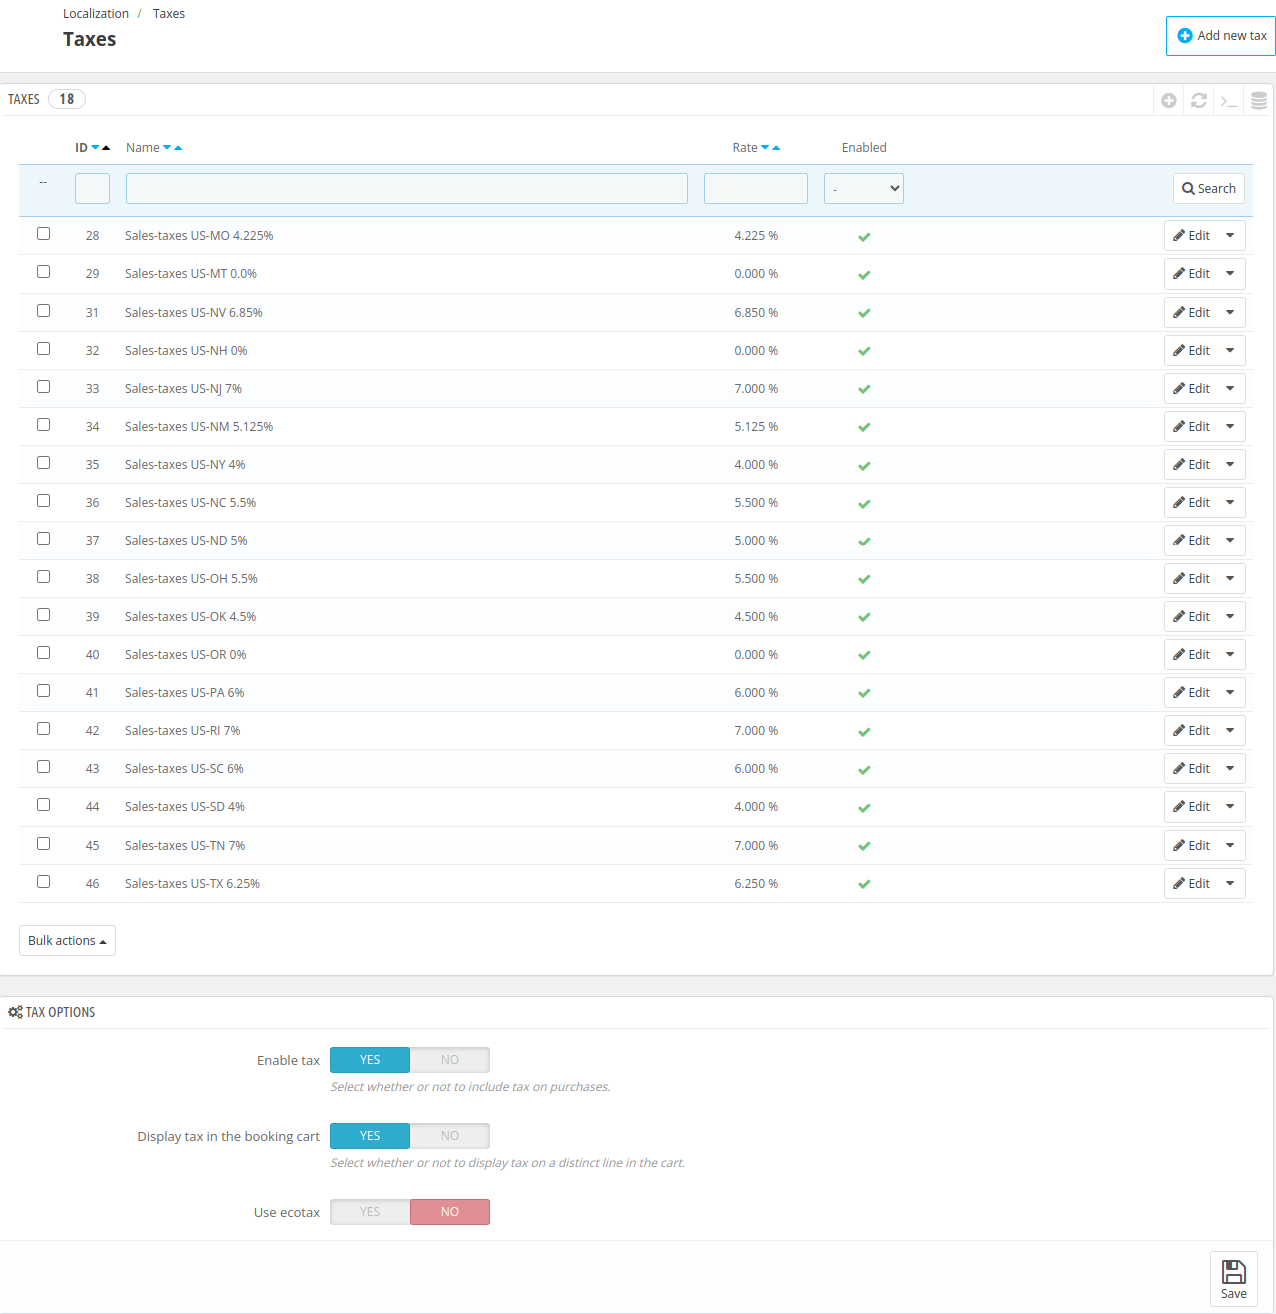 Localization / Taxes
Taxes
Add new tax
TAXES 18
ID Name Rate Enabled
-- - Search
28 Sales-taxes US-MO 4.225% 4.225 % Edit
29 Sales-taxes US-MT 0.0% 0.000 % Edit
31 Sales-taxes US-NV 6.85% 6.850 % Edit
32 Sales-taxes US-NH 0% 0.000 % Edit
33 Sales-taxes US-NJ 7% 7.000 % Edit
34 Sales-taxes US-NM 5.125% 5.125 % Edit
35 Sales-taxes US-NY 4% 4.000 % Edit
36 Sales-taxes US-NC 5.5% 5.500 % Edit
37 Sales-taxes US-ND 5% 5.000 % Edit
38 Sales-taxes US-OH 5.5% 5.500 % Edit
39 Sales-taxes US-OK 4.5% 4.500 % Edit
40 Sales-taxes US-OR 0% 0.000 % Edit
41 Sales-taxes US-PA 6% 6.000 % Edit
42 Sales-taxes US-RI 7% 7.000 % Edit
43 Sales-taxes US-SC 6% 6.000 % Edit
44 Sales-taxes US-SD 4% 4.000 % Edit
45 Sales-taxes US-TN 7% 7.000 % Edit
46 Sales-taxes US-TX 6.25% 6.250 % Edit
Bulk actions
TAX OPTIONS
Enable tax YES NO
Select whether or not to include tax on purchases.
Display tax in the booking cart YES NO
Select whether or not to display tax on a distinct line in the cart.
Use ecotax YES NO
Save